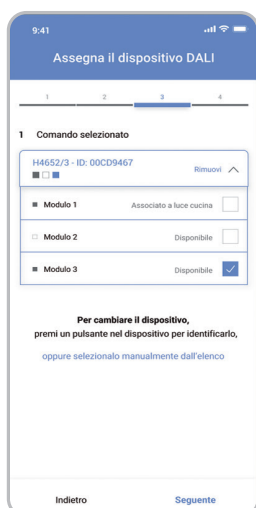 9:41
Assegna il dispositivo DALI
1 2 3 4
1 Comando selezionato
H4652/3 - ID: 00CD9467
Rimuovi
Modulo 1 Associato a luce cucina
Modulo 2 Disponibile
Modulo 3 Disponibile
Per cambiare il dispositivo,
premi un pulsante nel dispositivo per identificarlo,
oppure selezionalo manualmente dall'elenco
Indietro Seguente